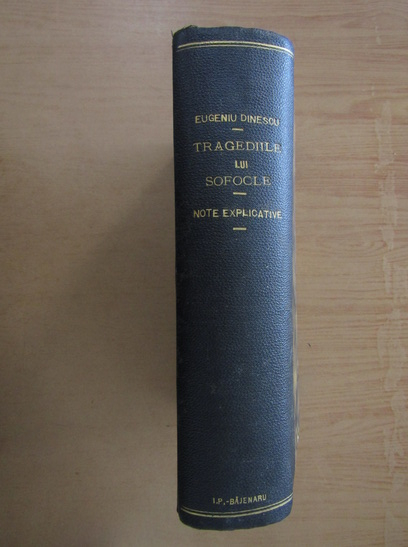 EUGENIU DINESCU
TRAGEDIILE
LUI
SOFOCLE
NOTE EXPLICATIVE
I.P.-BĂJENARU